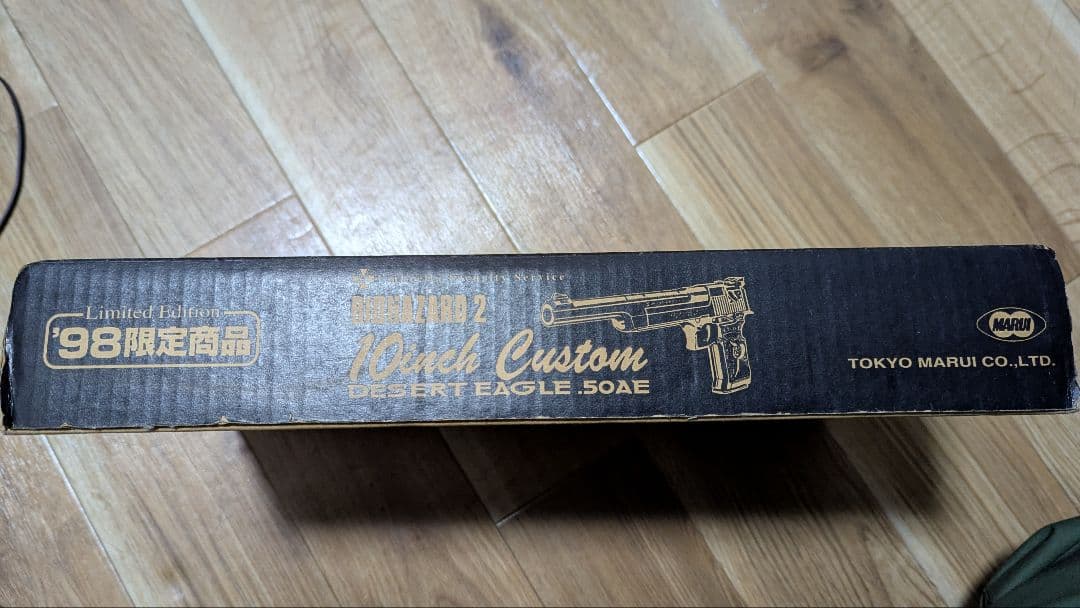 Limited Edition
'98限定商品
Service
BIOHAZARD 2
10inch Custom
DESERT EAGLE .50AE
MARUI
TOKYO MARUI CO.,LTD.